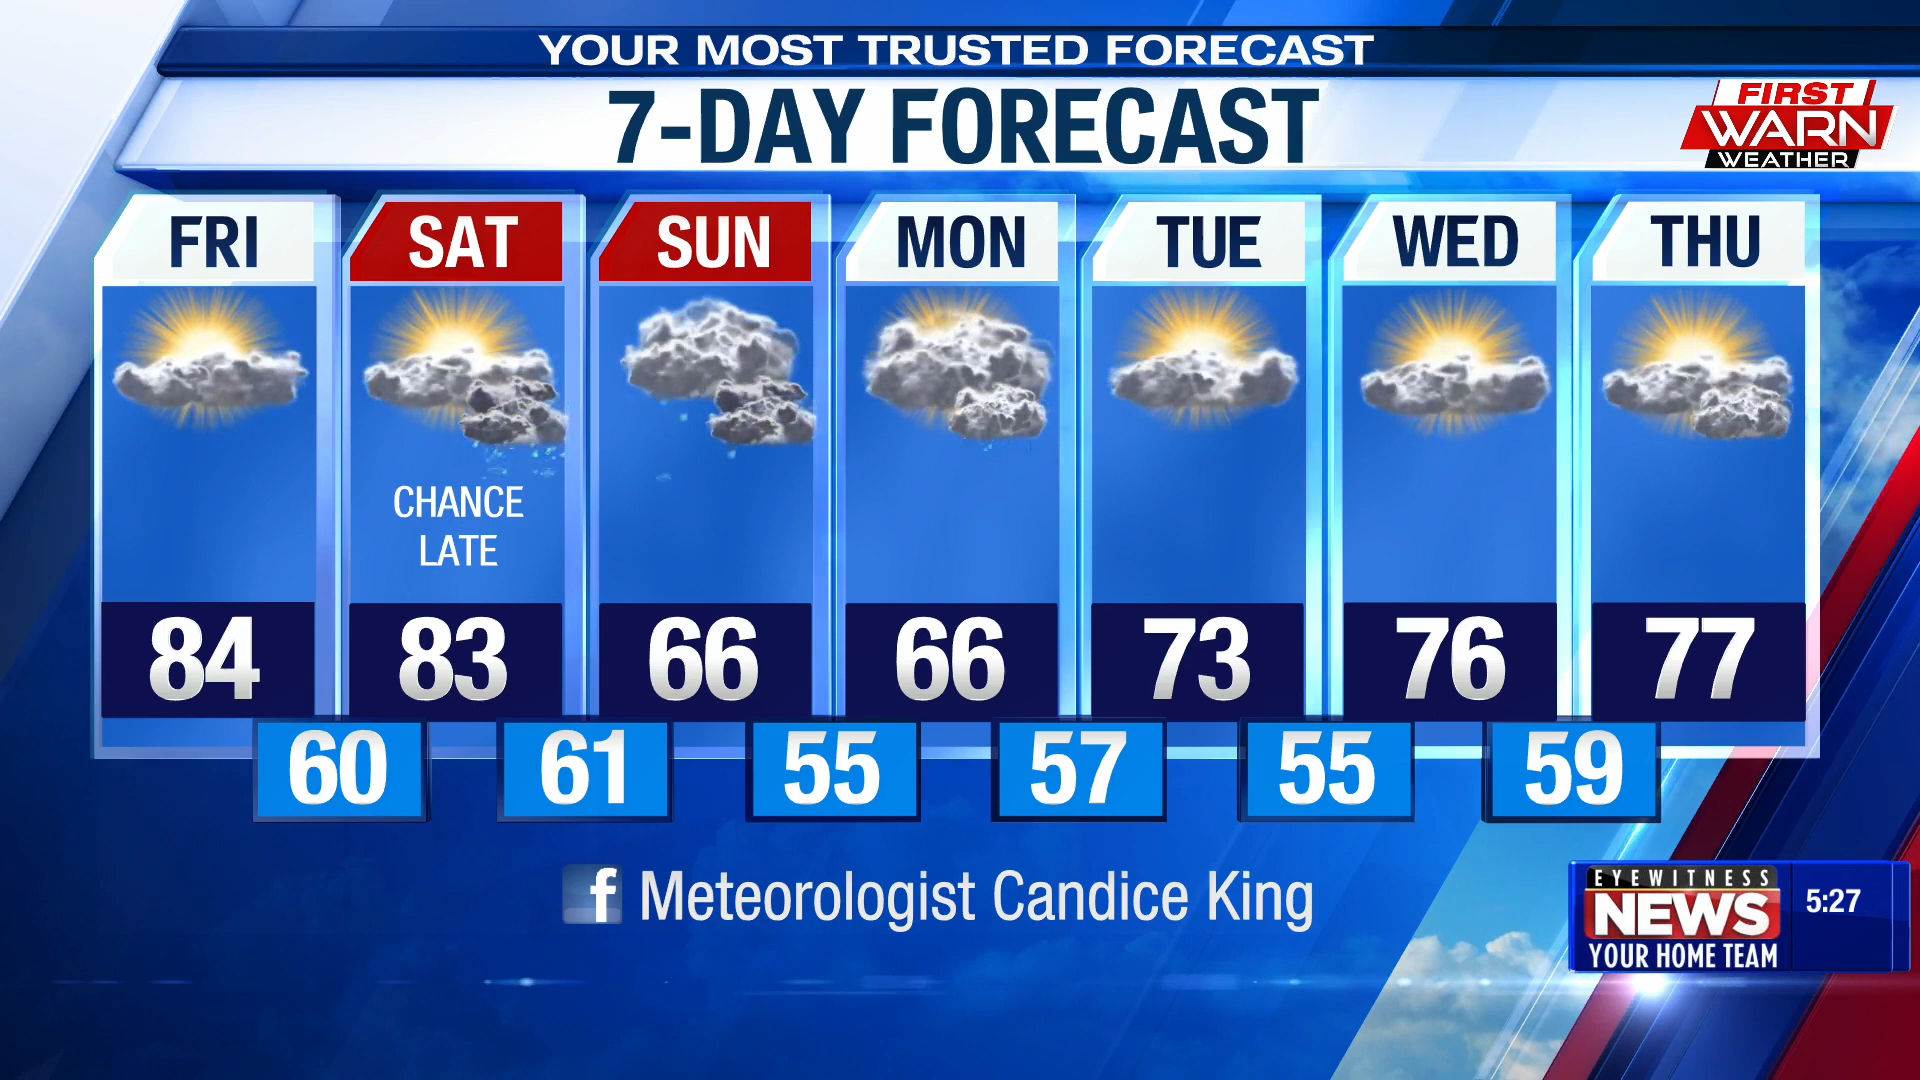 YOUR MOST TRUSTED FORECAST
7-DAY FORECAST
FIRST
WARN
WEATHER
FRI SAT SUN MON TUE WED THU
CHANCE
LATE
84 83 66 66 73 76 77
60 61 55 57 55 59
f Meteorologist Candice King
EYEWITNESS
NEWS
YOUR HOME TEAM
5:27